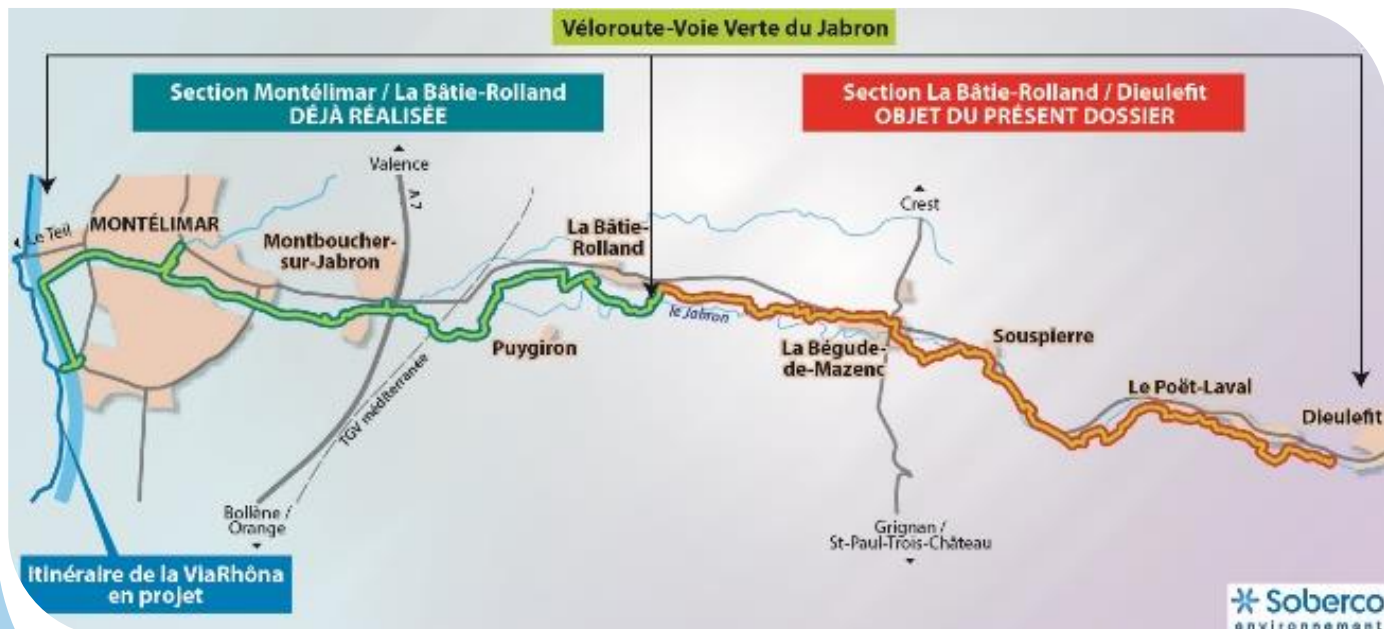 Véloroute-Voie Verte du Jabron
Section Montélimar / La Bâtie-Rolland
DÉJÀ RÉALISÉE
Section La Bâtie-Rolland / Dieulefit
OBJET DU PRÉSENT DOSSIER
Valence
A 7
Crest
Le Teil
MONTÉLIMAR
Montboucher-
sur-Jabron
La Bâtie-
Rolland
le Jabron
Puygiron
La Bégude-
de-Mazenc
Souspierre
Le Poët-Laval
Dieulefit
TGV méditerranée
Bollène /
Orange
Grignan /
St-Paul-Trois-Château
Itinéraire de la ViaRhôna
en projet
Soberco
environnement